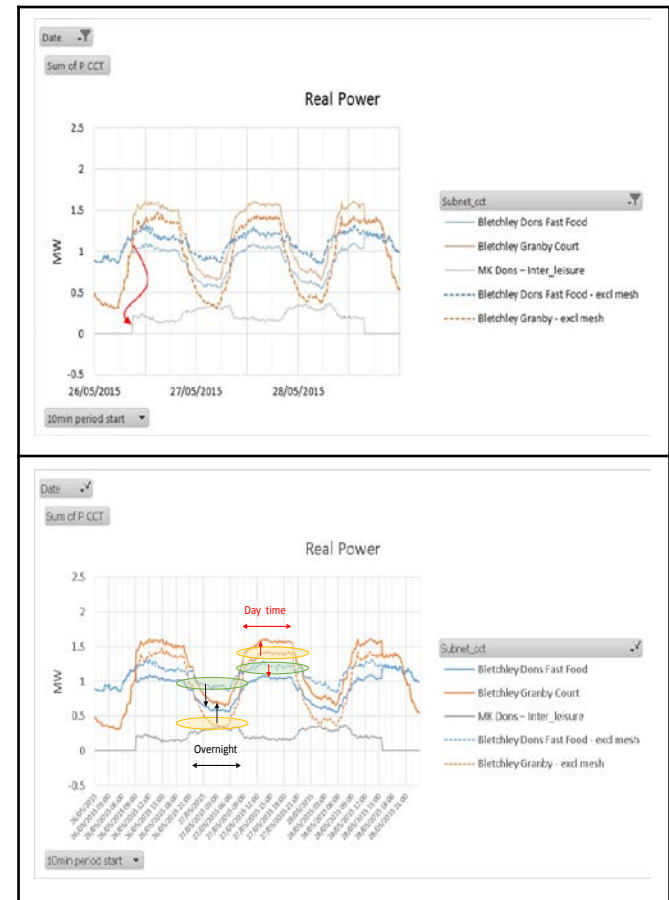 Date
Sum of P CCT
Real Power
2.5
2
1.5
1
0.5
0
-0.5
MW
26/05/2015
27/05/2015
28/05/2015
Subnet_cct
Bletchley Dons Fast Food
Bletchley Granby Court
MK Dons – Inter_leisure
Bletchley Dons Fast Food - excl mesh
Bletchley Granby - excl mesh
10min period start
Date
Sum of P CCT
Real Power
2.5
2
1.5
1
0.5
0
-0.5
MW
Day time
Overnight
Subnet_cct
Bletchley Dons Fast Food
Bletchley Granby Court
MK Dons – Inter_leisure
Bletchley Dons Fast Food - excl mesh
Bletchley Granby - excl mesh
10min period start